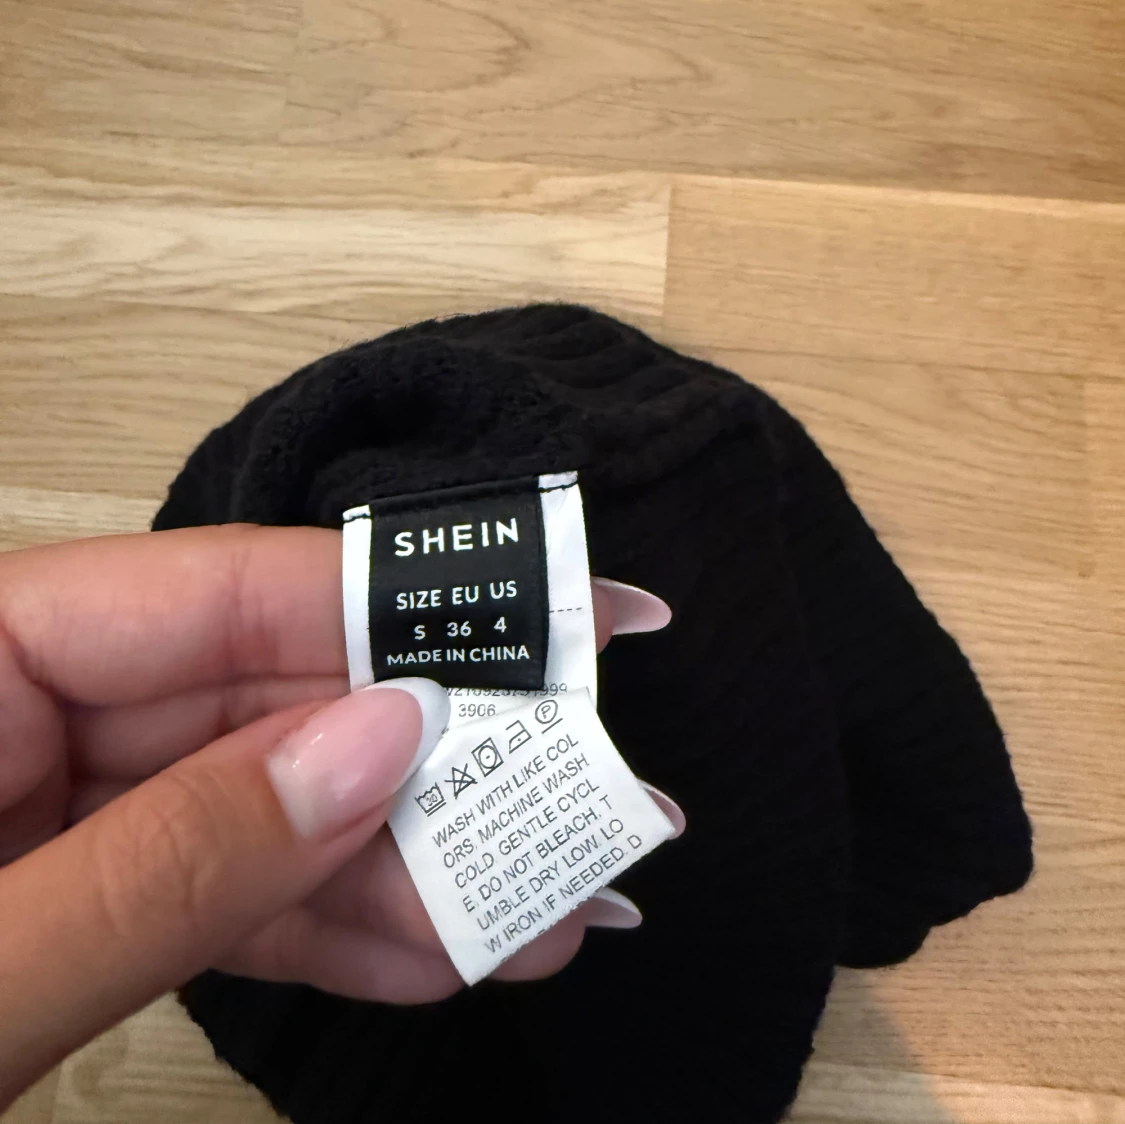 SHEIN
SIZE EU US
S 36 4
MADE IN CHINA
3906
P
WASH WITH LIKE COL
ORS. MACHINE WASH
COLD. GENTLE CYCL
E. DO NOT BLEACH. T
UMBLE DRY LOW. LO
W IRON IF NEEDED. D